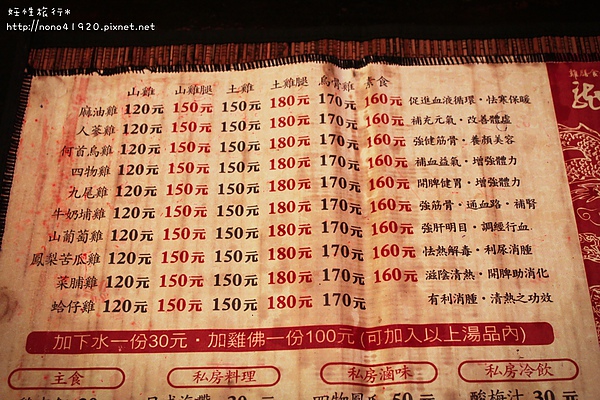 妊性旅行*
http://nono41920.pixnet.net
山雞 山雞腿 土雞 土雞腿 烏骨雞 素食
麻油雞 120元 150元 150元 180元 170元 160元 促進血液循環・怯寒保暖
人蔘雞 120元 150元 150元 180元 170元 160元 補充元氣・改善體虛
何首烏雞 120元 150元 150元 180元 170元 160元 強健筋骨・養顏美容
四物雞 120元 150元 150元 180元 170元 160元 補血益氣・增強體力
九尾雞 120元 150元 150元 180元 170元 160元 開脾健胃・增強體力
牛奶埔雞 120元 150元 150元 180元 170元 160元 強筋骨・通血路・補腎
山葡萄雞 120元 150元 150元 180元 170元 160元 強肝明目・調經行血
鳳梨苦瓜雞 120元 150元 150元 180元 170元 160元 怯熱解毒・利尿消腫
菜脯雞 120元 150元 150元 180元 170元 160元 滋陰清熱・開脾助消化
蛤仔雞 120元 150元 150元 180元 170元 有利消腫・清熱之功效
加下水一份30元・加雞佛一份100元 (可加入以上湯品內)
主食 私房料理 私房滷味 私房冷飲
四物鳳爪 50元 酸梅汁 30元